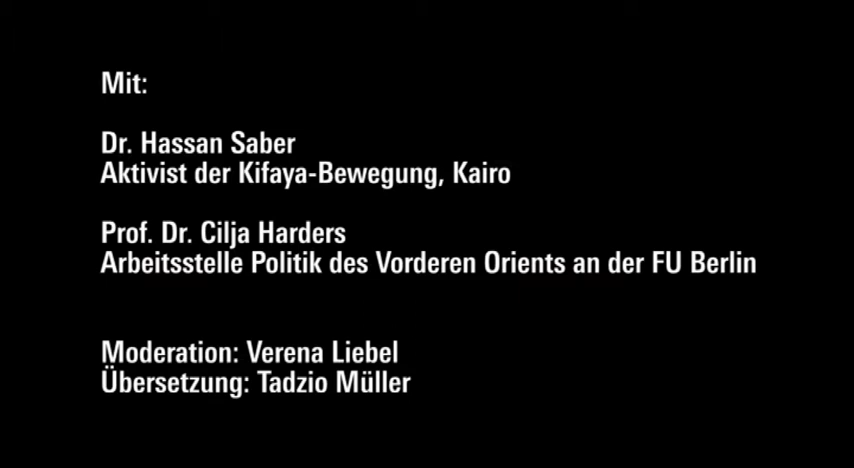 Mit:
Dr. Hassan Saber
Aktivist der Kifaya-Bewegung, Kairo
Prof. Dr. Cilja Harders
Arbeitsstelle Politik des Vorderen Orients an der FU Berlin
Moderation: Verena Liebel
Übersetzung: Tadzio Müller